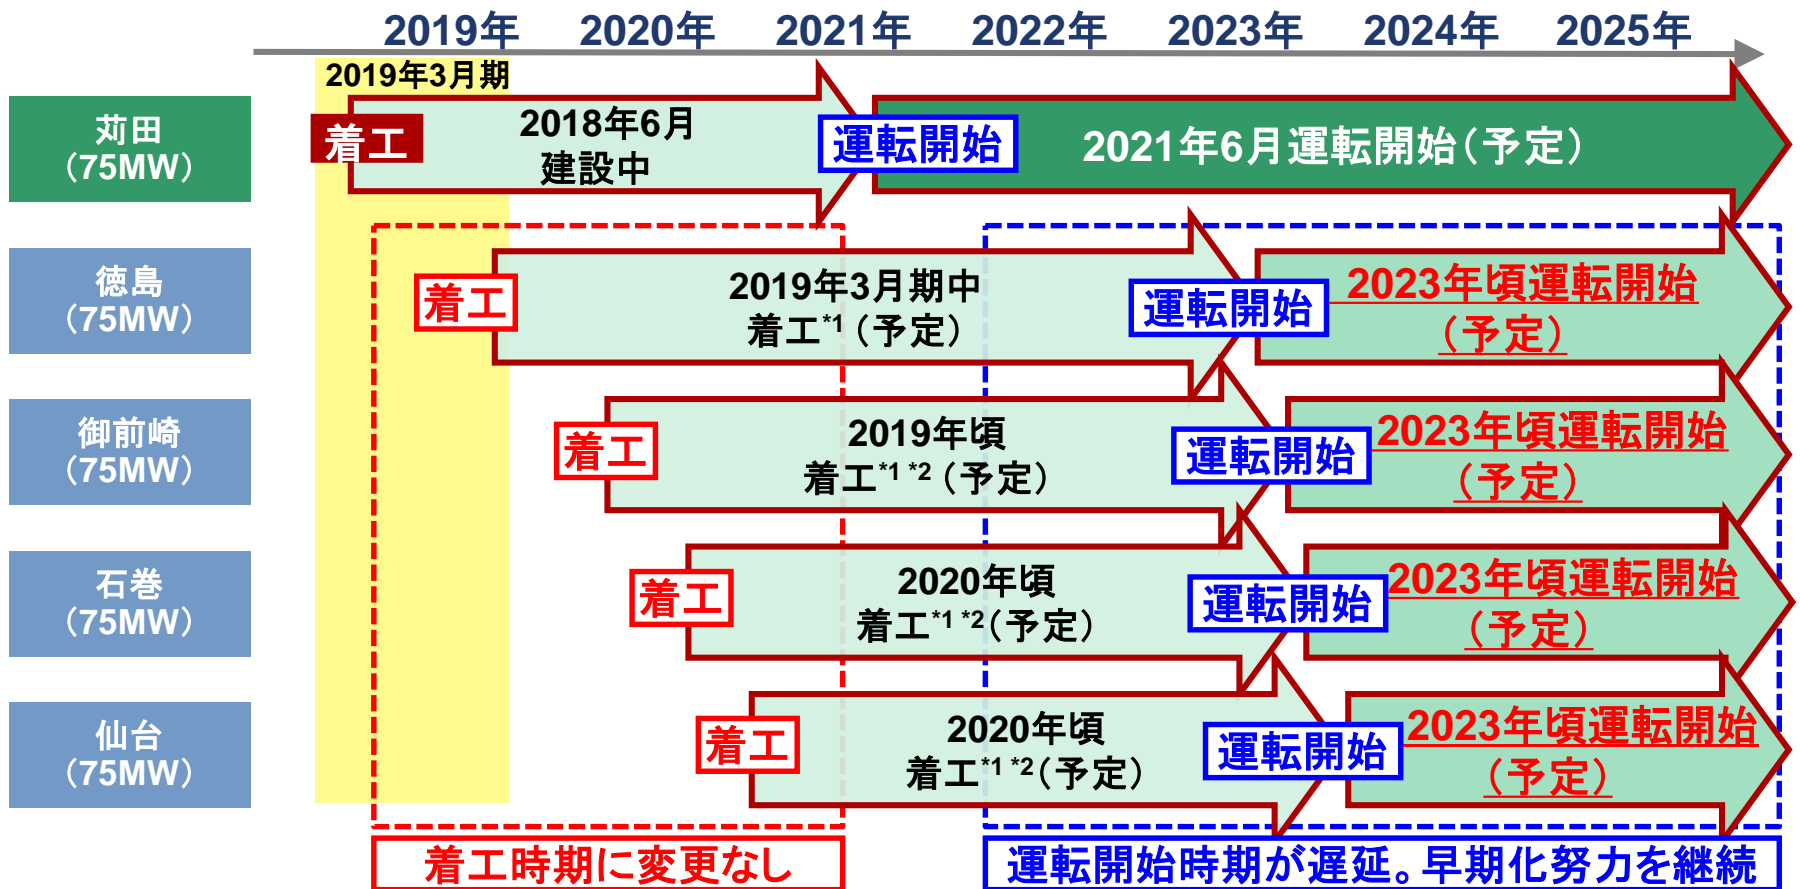 2019年 2020年 2021年 2022年 2023年 2024年 2025年
2019年3月期
苅田
（75MW）
着工
2018年6月
建設中
運転開始
2021年6月運転開始（予定）
徳島
（75MW）
着工
2019年3月期中
着工*1（予定）
運転開始
2023年頃運転開始
（予定）
御前崎
（75MW）
着工
2019年頃
着工*1 *2（予定）
運転開始
2023年頃運転開始
（予定）
石巻
（75MW）
着工
2020年頃
着工*1 *2（予定）
運転開始
2023年頃運転開始
（予定）
仙台
（75MW）
着工
2020年頃
着工*1 *2（予定）
運転開始
2023年頃運転開始
（予定）
着工時期に変更なし
運転開始時期が遅延。早期化努力を継続